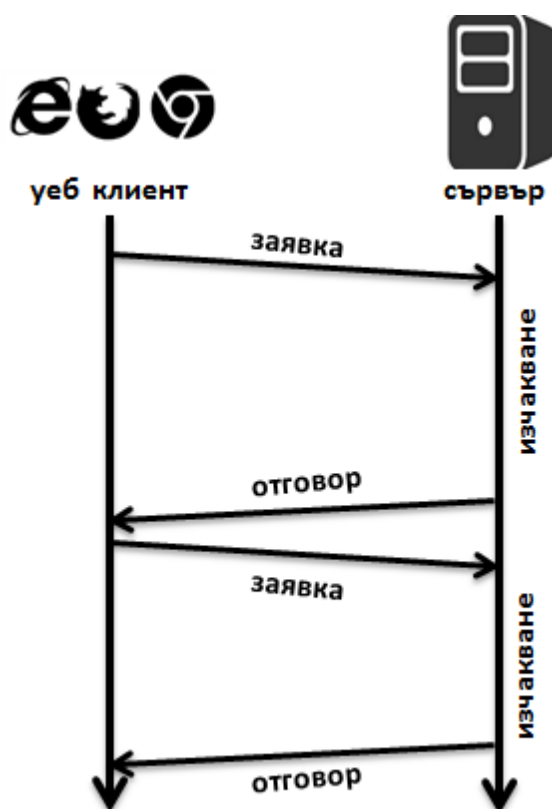 уеб клиент
сървър
заявка
изчакване
отговор
заявка
изчакване
отговор